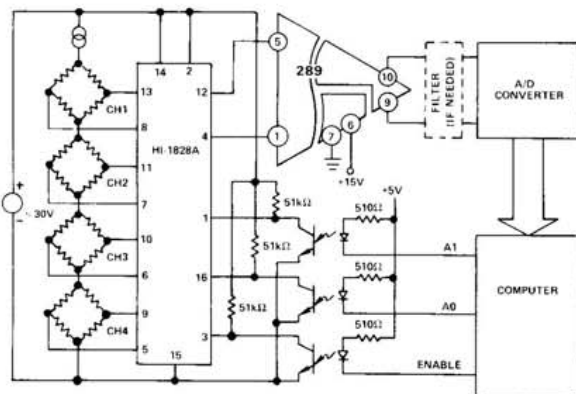 14
2
13
12
CH1
8
HI-1828A
11
4
CH2
7
1
10
CH3
6
16
9
CH4
3
5
15
+
30V
-
5
289
10
9
1
7
6
+15V
FILTER
(IF NEEDED)
A/D
CONVERTER
+5V
51kΩ
51kΩ
51kΩ
510Ω
A1
510Ω
A0
510Ω
ENABLE
COMPUTER